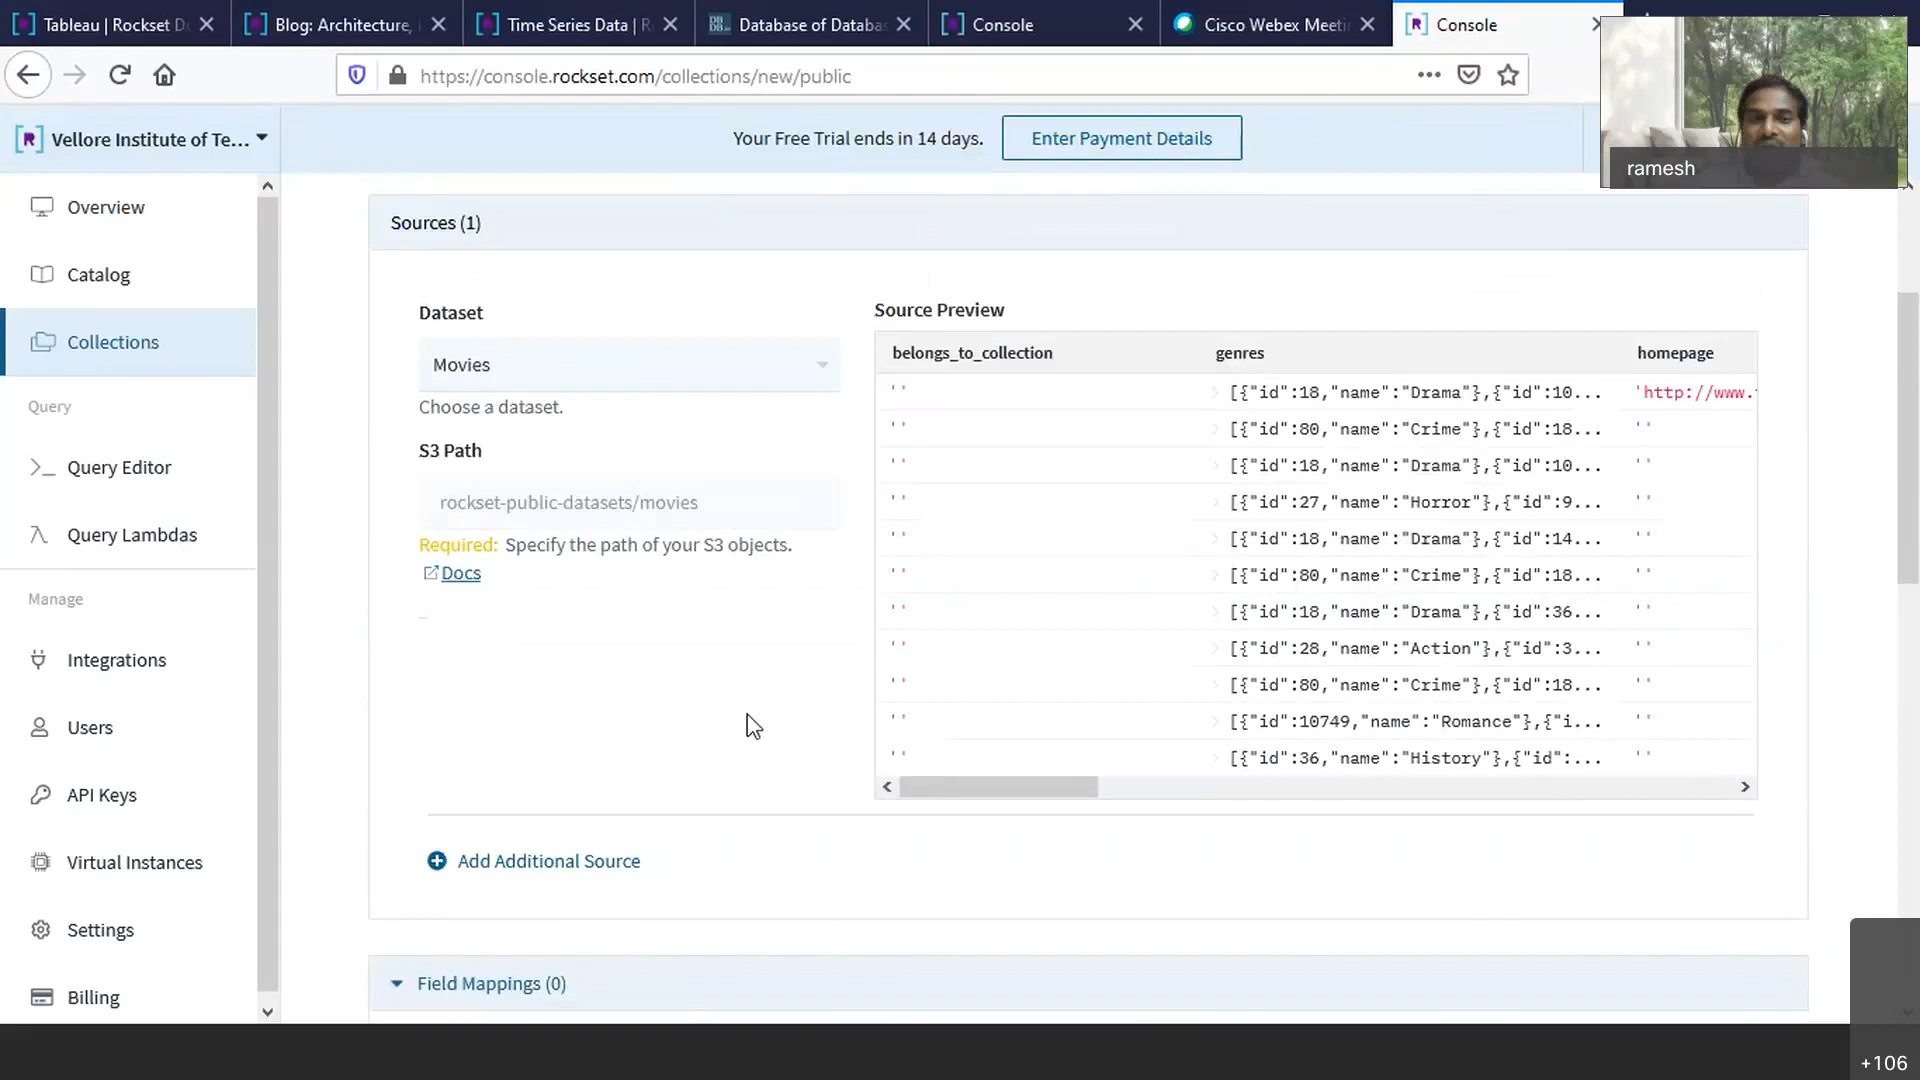 Tableau | Rockset D
Blog: Architecture,
Time Series Data | R
Database of Databas
Console
Cisco Webex Meeti
Console
https://console.rockset.com/collections/new/public
ramesh
Vellore Institute of Te...
Your Free Trial ends in 14 days.
Enter Payment Details
Overview
Catalog
Collections
Query
Query Editor
Query Lambdas
Manage
Integrations
Users
API Keys
Virtual Instances
Settings
Billing
Sources (1)
Dataset
Movies
Choose a dataset.
S3 Path
rockset-public-datasets/movies
Required: Specify the path of your S3 objects.
Docs
Source Preview
belongs_to_collection genres homepage
'' [{"id":18,"name":"Drama"},{"id":10... 'http://www.
'' [{"id":80,"name":"Crime"},{"id":18... ''
'' [{"id":18,"name":"Drama"},{"id":10... ''
'' [{"id":27,"name":"Horror"},{"id":9... ''
'' [{"id":18,"name":"Drama"},{"id":14... ''
'' [{"id":80,"name":"Crime"},{"id":18... ''
'' [{"id":18,"name":"Drama"},{"id":36... ''
'' [{"id":28,"name":"Action"},{"id":3... ''
'' [{"id":80,"name":"Crime"},{"id":18... ''
'' [{"id":10749,"name":"Romance"},{"i... ''
'' [{"id":36,"name":"History"},{"id":... ''
Add Additional Source
Field Mappings (0)
+106